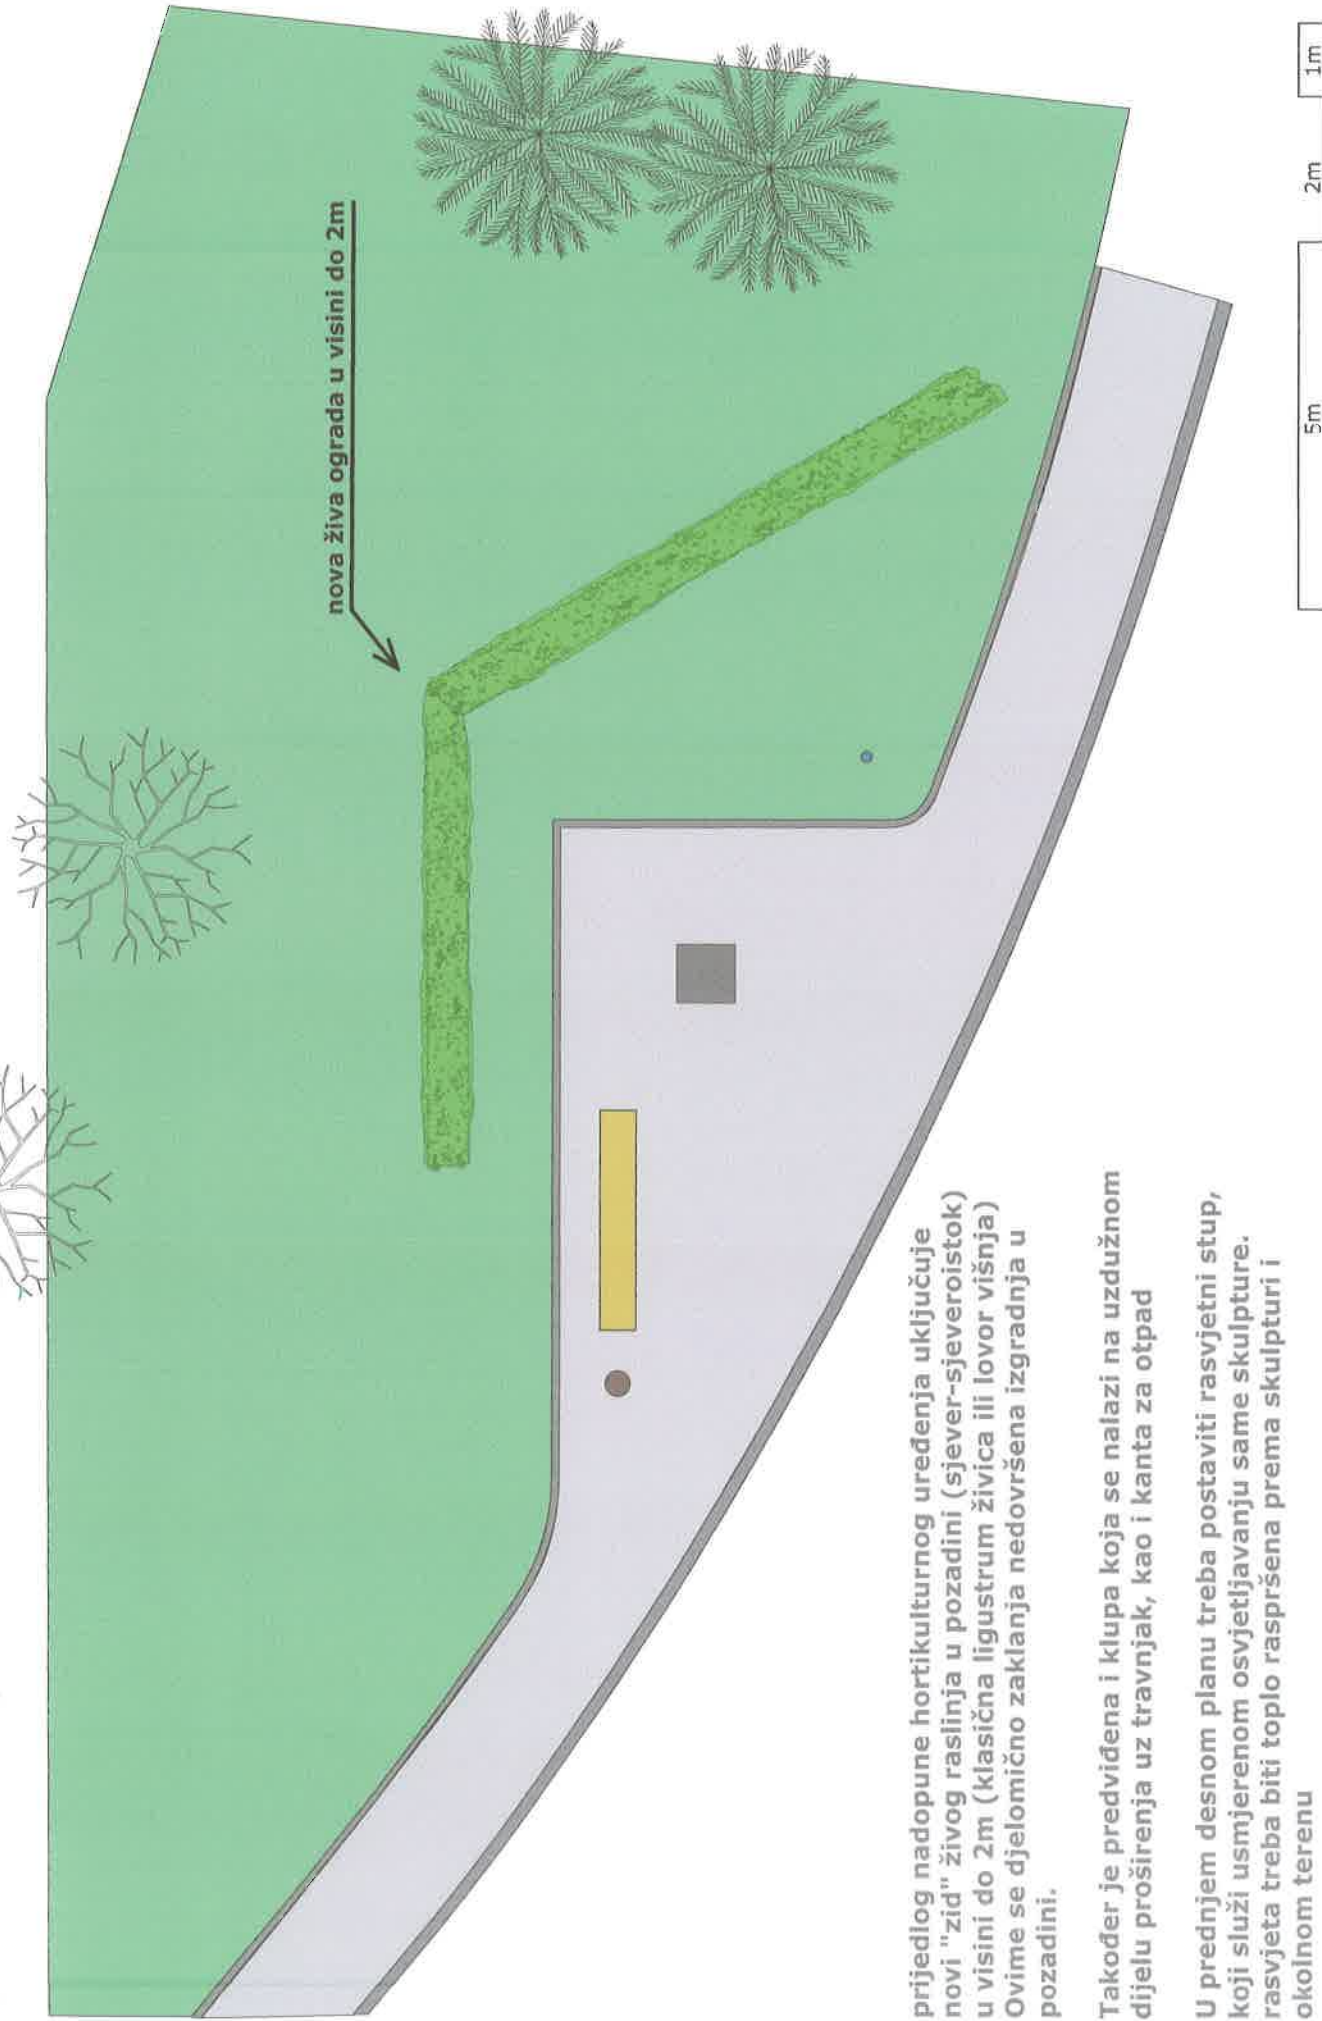 nova živa ograda u visini do 2m
prijedlog nadopune hortikulturnog uređenja uključuje
novi "zid" živog raslinja u pozadini (sjever-sjeveroistok)
u visini do 2m (klasična ligustrum živica ili lovor višnja)
Ovime se djelomično zaklanja nedovršena izgradnja u
pozadini.
Također je predviđena i klupa koja se nalazi na uzdužnom
dijelu proširenja uz travnjak, kao i kanta za otpad
U prednjem desnom planu treba postaviti rasvjetni stup,
koji služi usmjerenom osvjetljavanju same skulpture.
rasvjeta treba biti toplo raspršena prema skulpturi i
okolnom terenu
5m
2m
1m